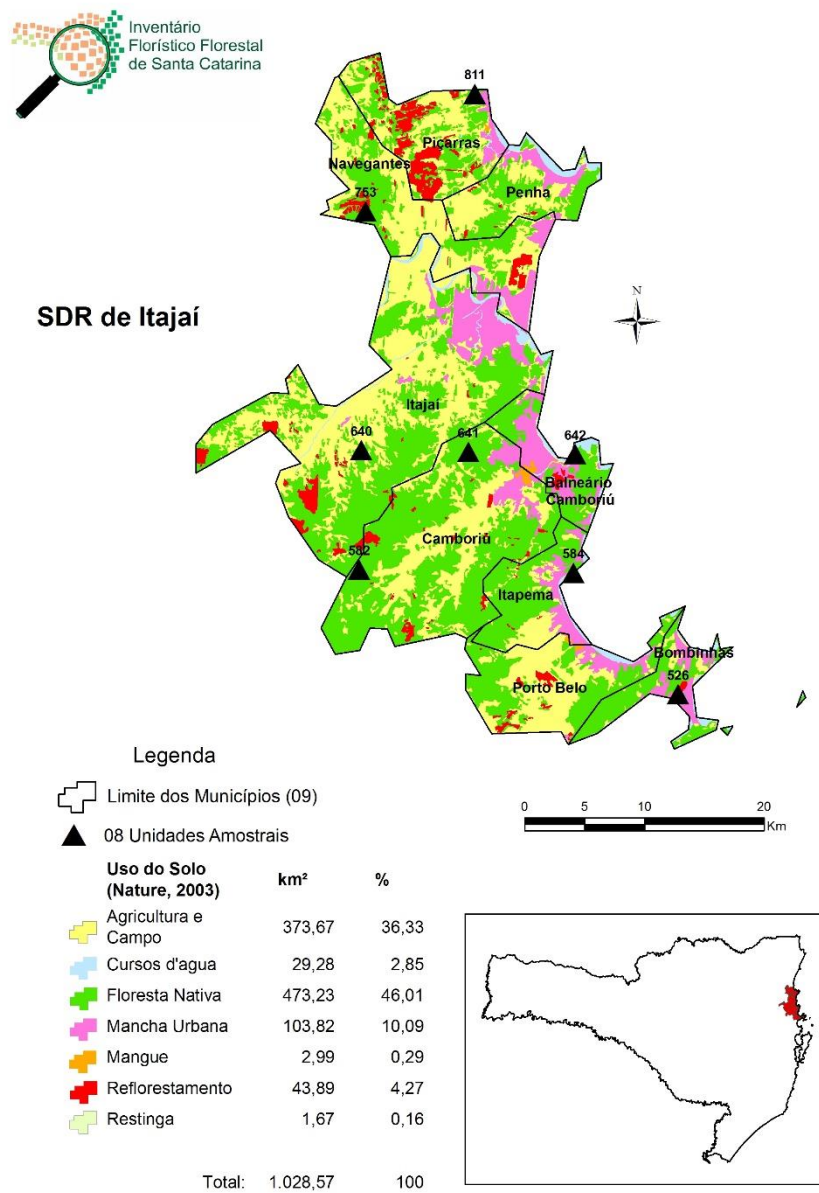 Inventário
Florístico Florestal
de Santa Catarina
811
Piçarras
Navegantes
753
Penha
SDR de Itajaí
N
Itajaí
640
641
642
Balneário
Camboriú
Camboriú
582
584
Itapema
Bombinhas
526
Porto Belo
Legenda
Limite dos Municípios (09)
08 Unidades Amostrais
0 5 10 20
Km
Uso do Solo
(Nature, 2003) km² %
Agricultura e
Campo 373,67 36,33
Cursos d'agua 29,28 2,85
Floresta Nativa 473,23 46,01
Mancha Urbana 103,82 10,09
Mangue 2,99 0,29
Reflorestamento 43,89 4,27
Restinga 1,67 0,16
Total: 1.028,57 100